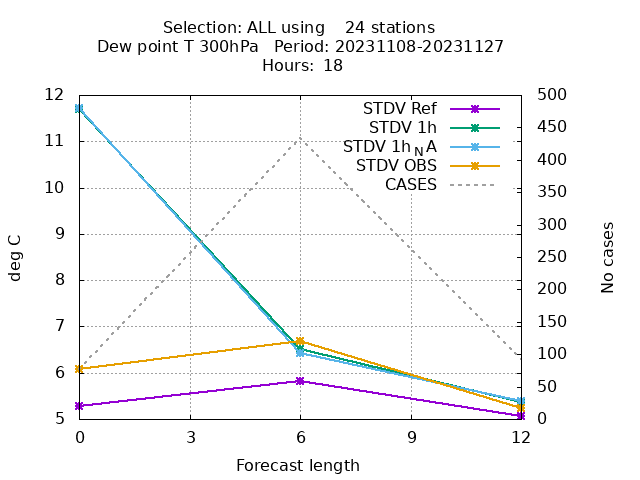 Selection: ALL using    24 stations
Dew point T 300hPa   Period: 20231108-20231127
Hours: 18
STDV Ref
STDV 1h
STDV 1h_NA
STDV OBS
CASES
12
11
10
9
8
7
6
5
500
450
400
350
300
250
200
150
100
50
0
deg C
No cases
0 3 6 9 12
Forecast length